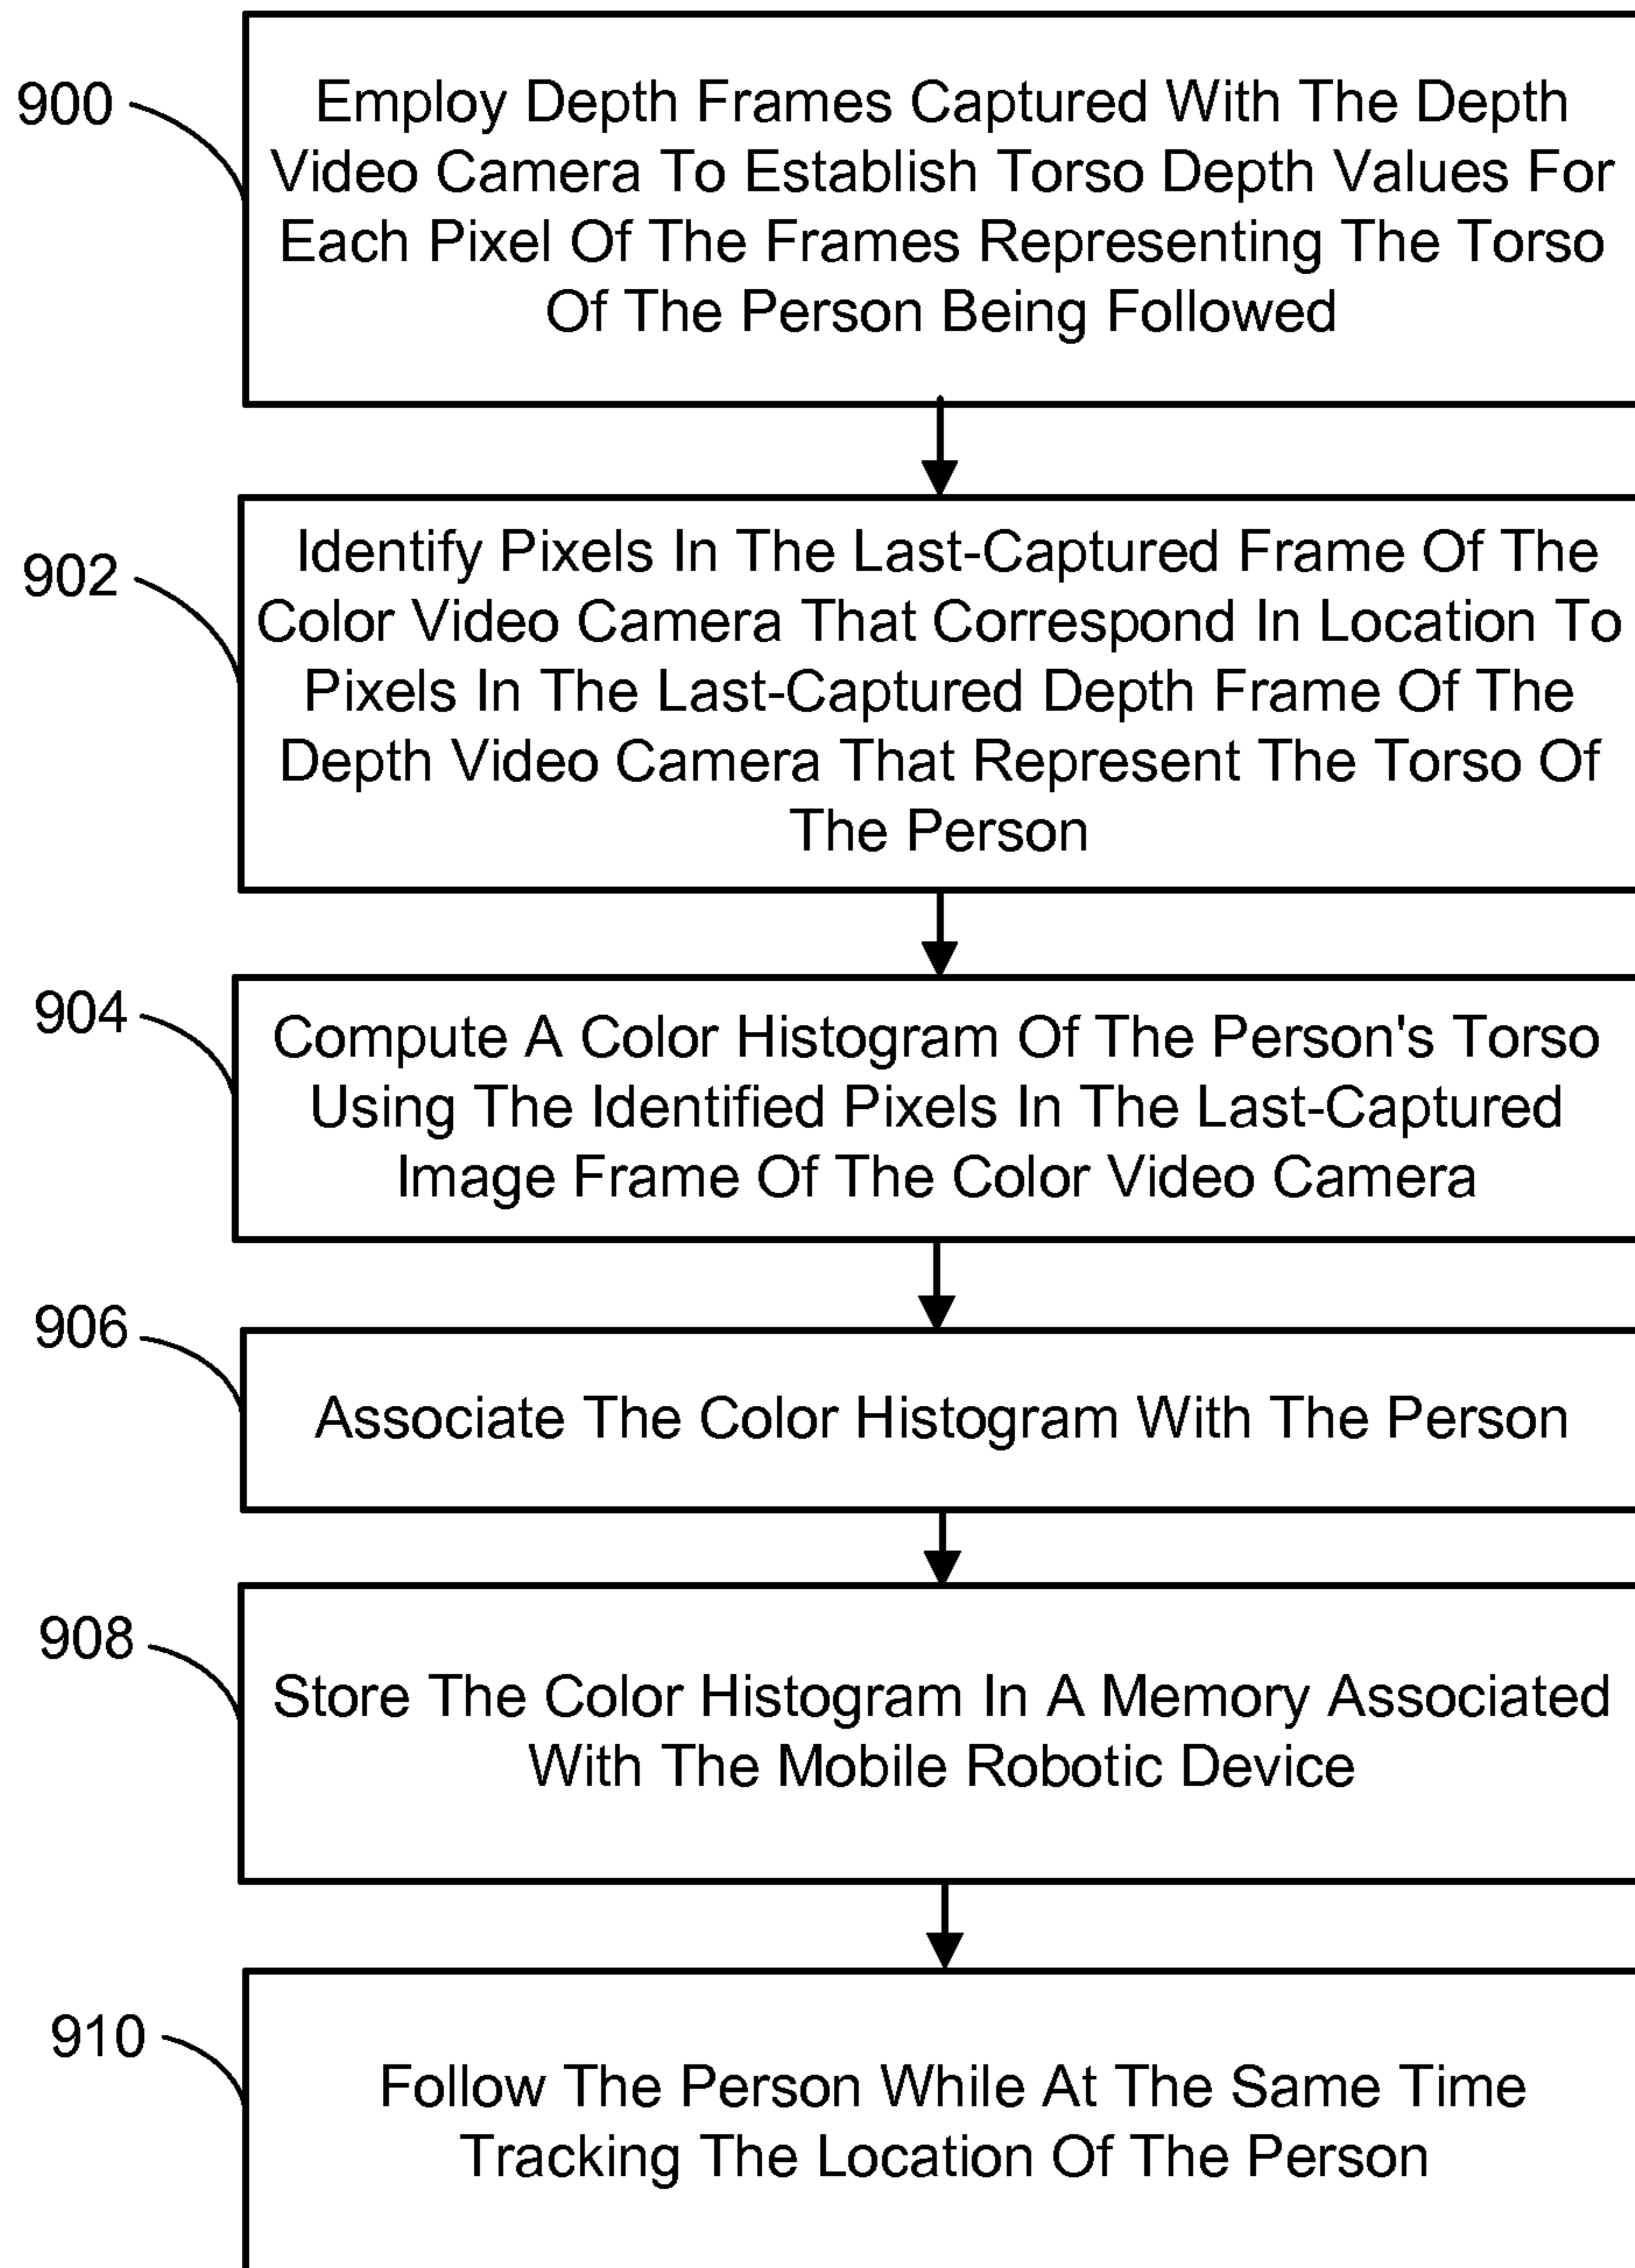 900
Employ Depth Frames Captured With The Depth
Video Camera To Establish Torso Depth Values For
Each Pixel Of The Frames Representing The Torso
Of The Person Being Followed
902
Identify Pixels In The Last-Captured Frame Of The
Color Video Camera That Correspond In Location To
Pixels In The Last-Captured Depth Frame Of The
Depth Video Camera That Represent The Torso Of
The Person
904
Compute A Color Histogram Of The Person's Torso
Using The Identified Pixels In The Last-Captured
Image Frame Of The Color Video Camera
906
Associate The Color Histogram With The Person
908
Store The Color Histogram In A Memory Associated
With The Mobile Robotic Device
910
Follow The Person While At The Same Time
Tracking The Location Of The Person